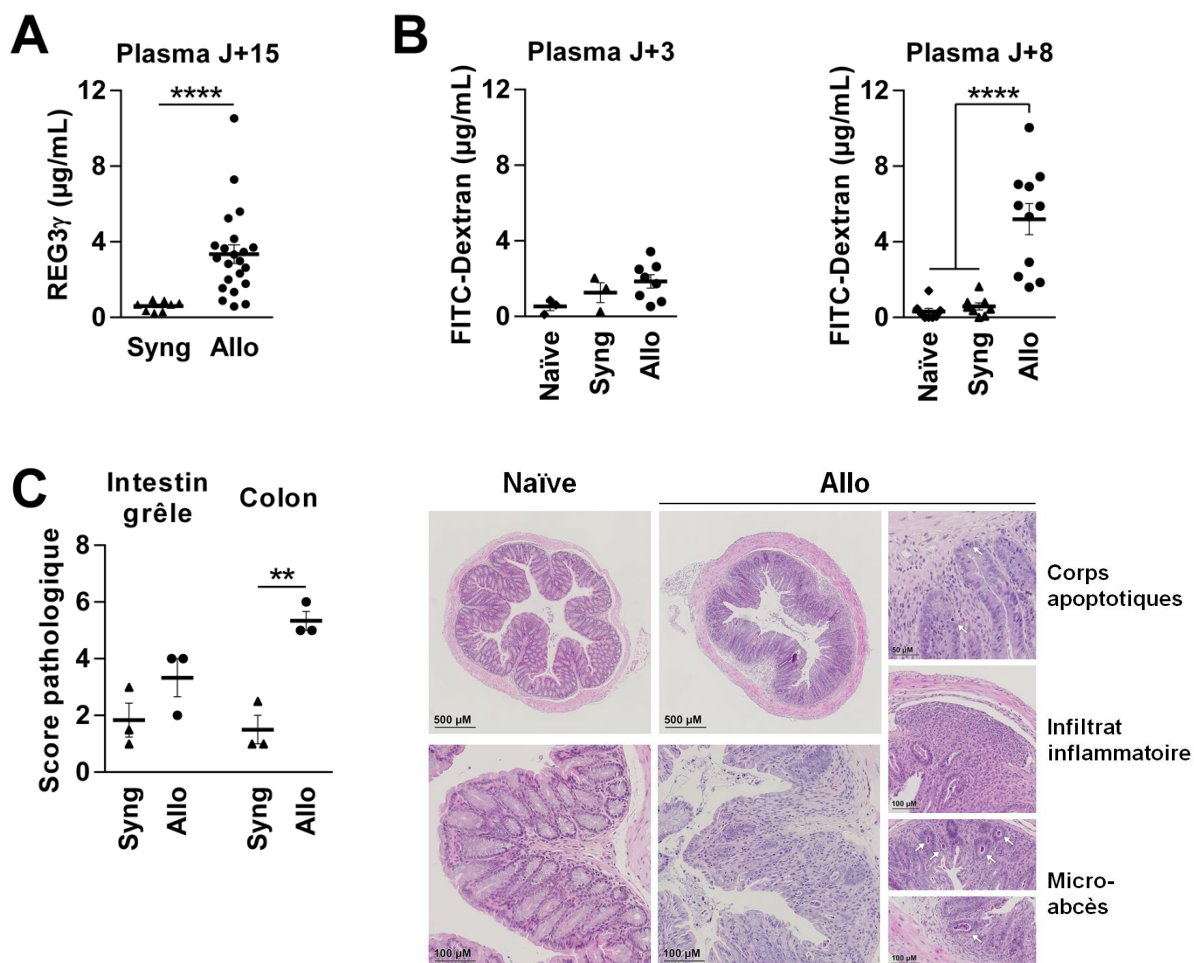 A
Plasma J+15
REG3γ (µg/mL)
12
8
4
0
****
Syng
Allo
B
Plasma J+3
FITC-Dextran (µg/mL)
12
8
4
0
Naïve
Syng
Allo
Plasma J+8
FITC-Dextran (µg/mL)
12
8
4
0
****
Naïve
Syng
Allo
C
Intestin
grêle
Colon
Score pathologique
8
6
4
2
0
**
Syng
Allo
Syng
Allo
Naïve
Allo
500 µM
500 µM
50 µM
Corps
apoptotiques
100 µM
Infiltrat
inflammatoire
100 µM
100 µM
100 µM
Micro-
abcès